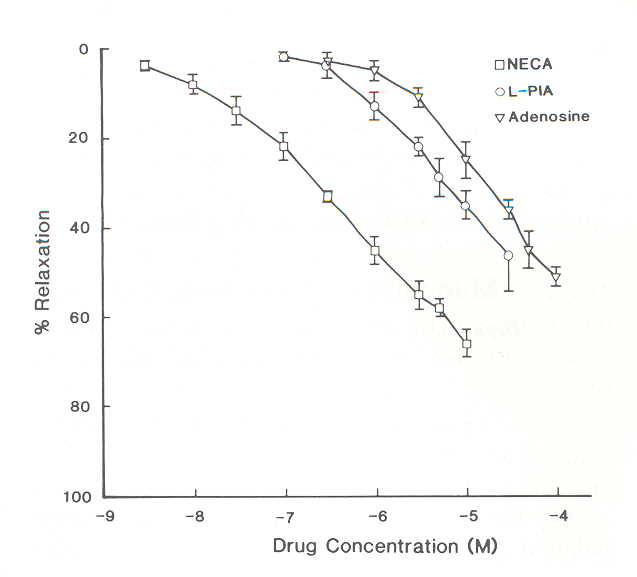 0
20
40
60
80
100
% Relaxation
NECA
L-PIA
Adenosine
-9
-8
-7
-6
-5
-4
Drug Concentration (M)